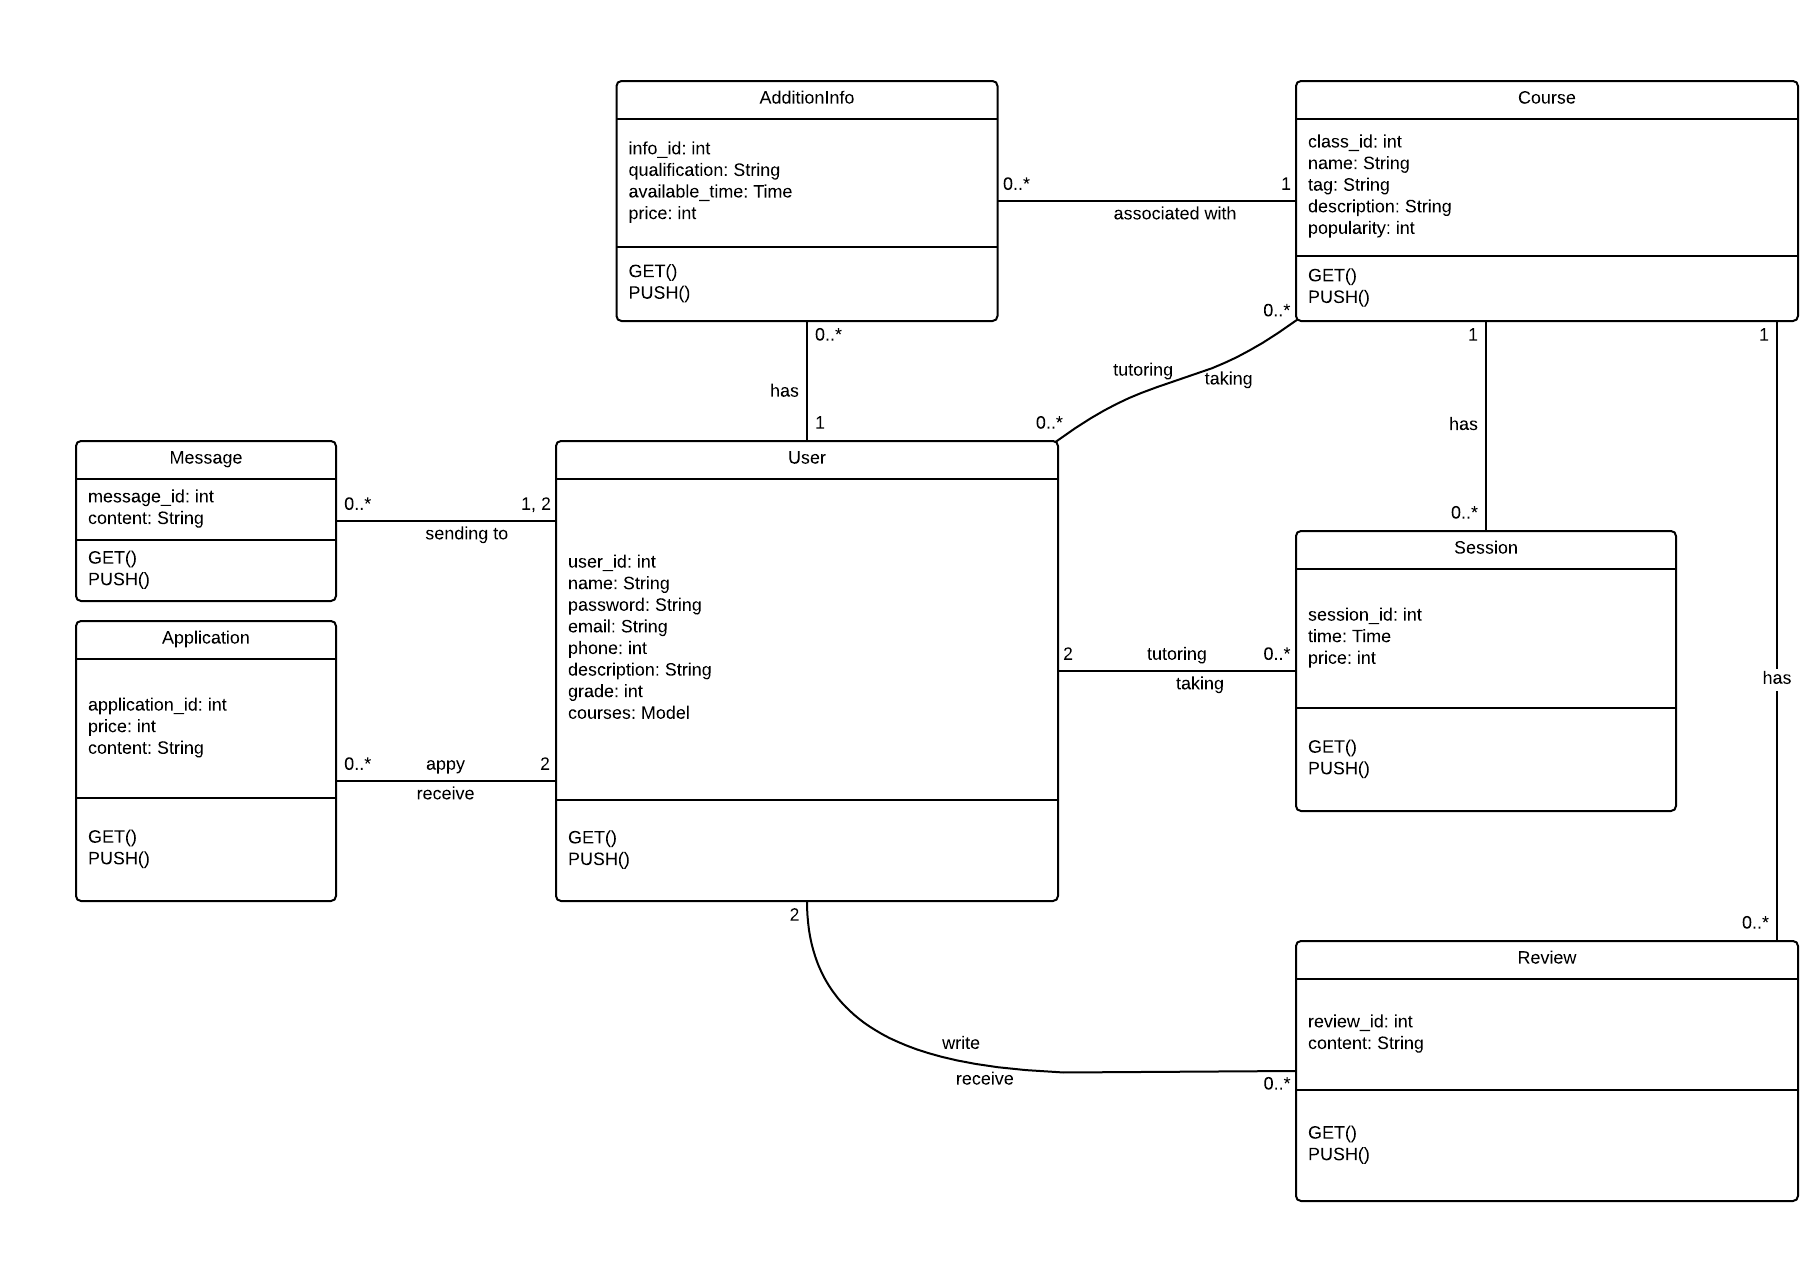 AdditionInfo
info_id: int
qualification: String
available_time: Time
price: int
GET()
PUSH()
Course
class_id: int
name: String
tag: String
description: String
popularity: int
GET()
PUSH()
0..*
1
associated with
0..*
has
1
0..*
tutoring
taking
0..*
1
has
0..*
1
has
0..*
Message
message_id: int
content: String
GET()
PUSH()
0..*
1, 2
sending to
User
user_id: int
name: String
password: String
email: String
phone: int
description: String
grade: int
courses: Model
GET()
PUSH()
Application
application_id: int
price: int
content: String
GET()
PUSH()
0..*
appy
2
receive
2
tutoring
0..*
taking
Session
session_id: int
time: Time
price: int
GET()
PUSH()
2
write
receive
0..*
Review
review_id: int
content: String
GET()
PUSH()